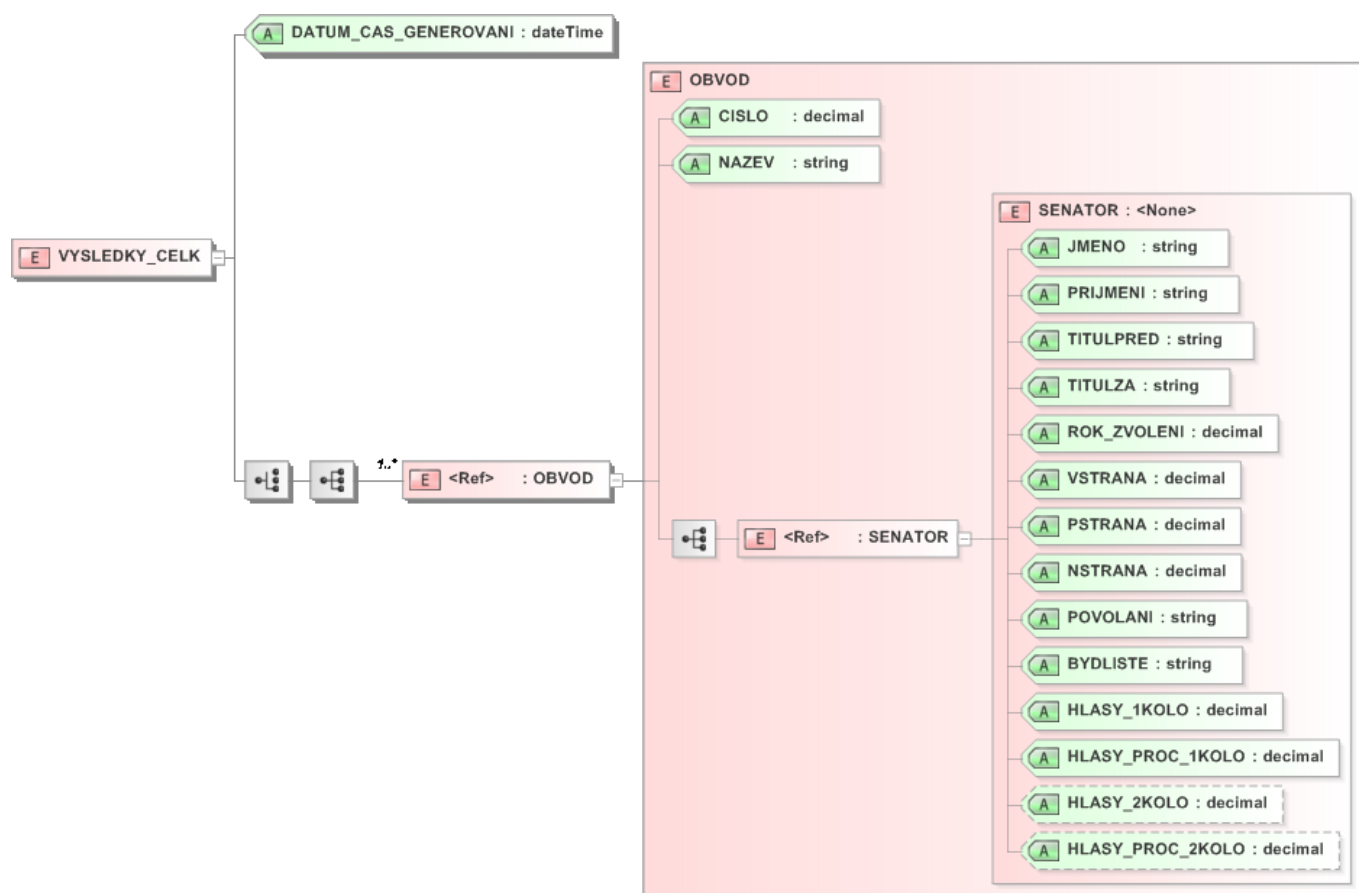 A DATUM_CAS_GENEROVANI : dateTime
E OBVOD
A CISLO : decimal
A NAZEV : string
E SENATOR : <None>
E VYSLEDKY_CELK
A JMENO : string
A PRIJMENI : string
A TITULPRED : string
A TITULZA : string
A ROK_ZVOLENI : decimal
1..*
E <Ref> : OBVOD
A VSTRANA : decimal
A PSTRANA : decimal
E <Ref> : SENATOR
A NSTRANA : decimal
A POVOLANI : string
A BYDLISTE : string
A HLASY_1KOLO : decimal
A HLASY_PROC_1KOLO : decimal
A HLASY_2KOLO : decimal
A HLASY_PROC_2KOLO : decimal